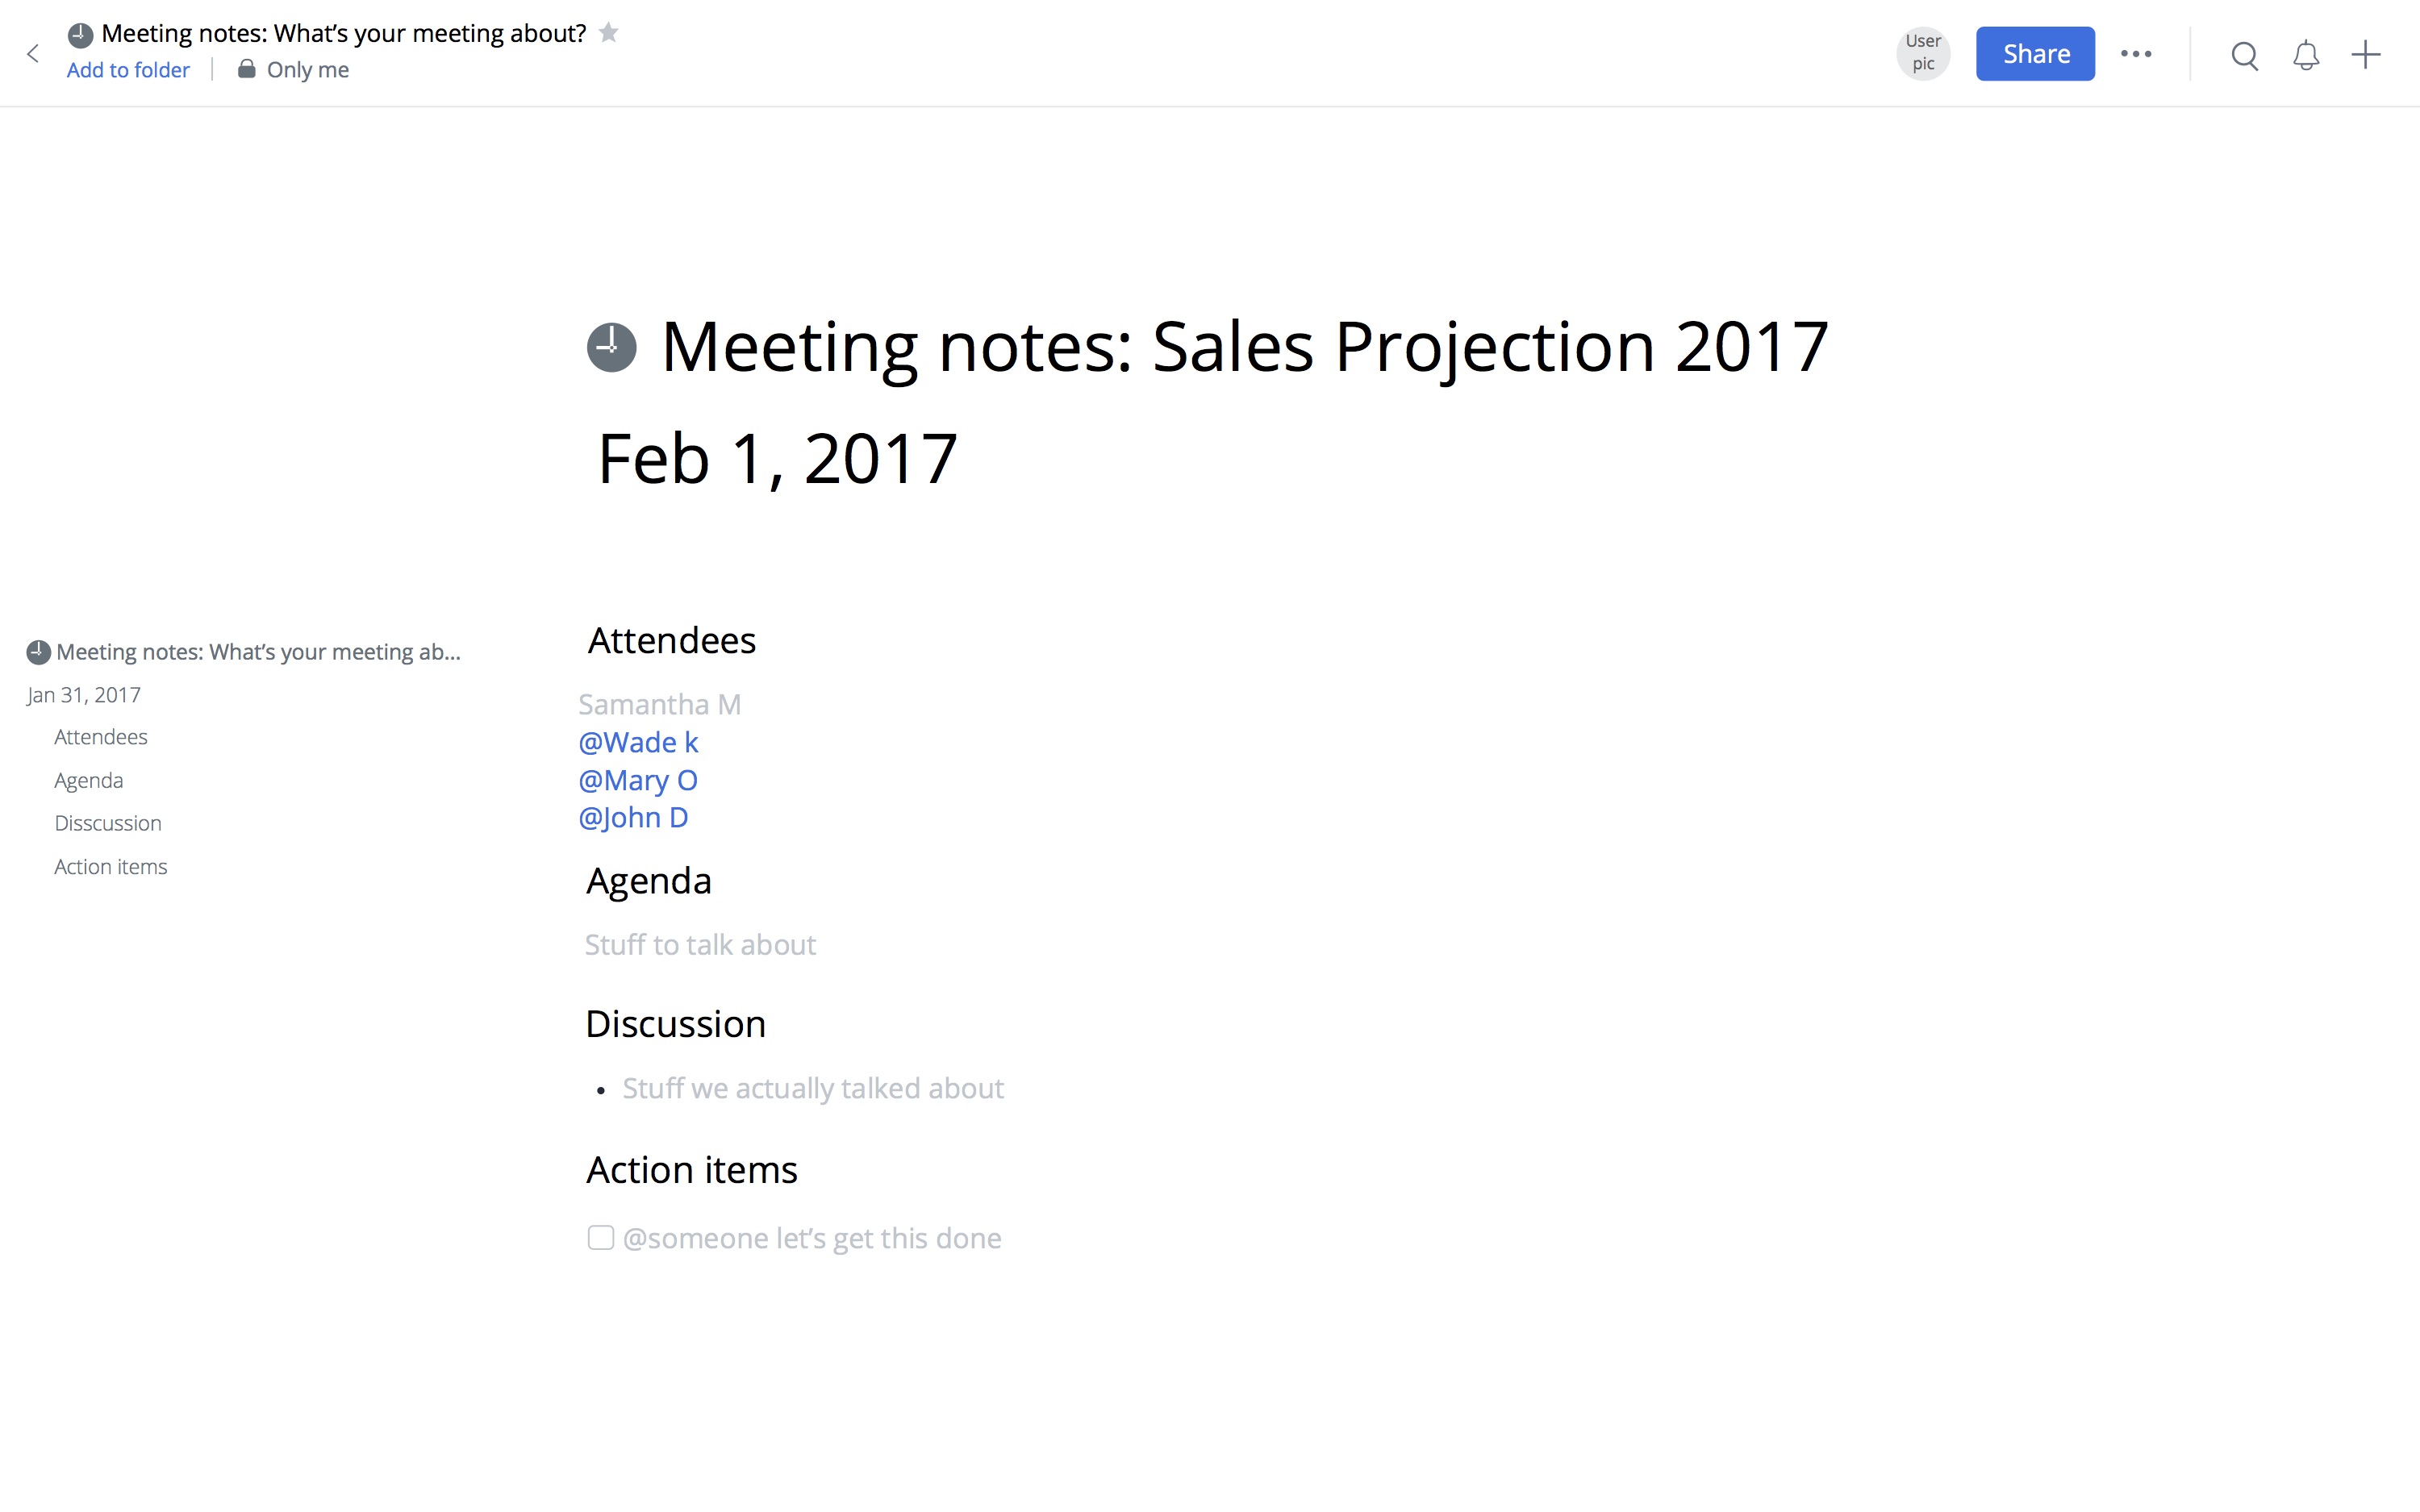 Meeting notes: What's your meeting about?
Add to folder
Only me
User
pic
Share
Meeting notes: Sales Projection 2017
Feb 1, 2017
Meeting notes: What's your meeting ab...
Jan 31, 2017
Attendees
Agenda
Disscussion
Action items
Attendees
Samantha M
@Wade k
@Mary O
@John D
Agenda
Stuff to talk about
Discussion
• Stuff we actually talked about
Action items
@someone let's get this done